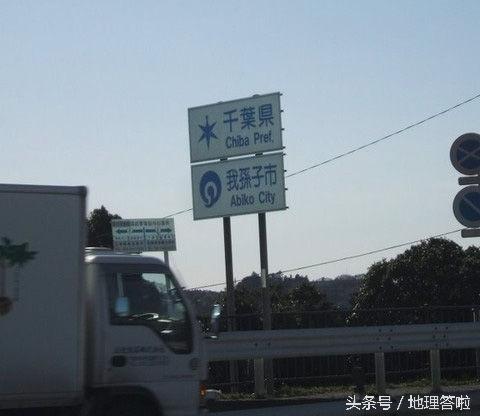 千葉県
Chiba Pref.
我孫子市
Abiko City
头条号／地理答啦